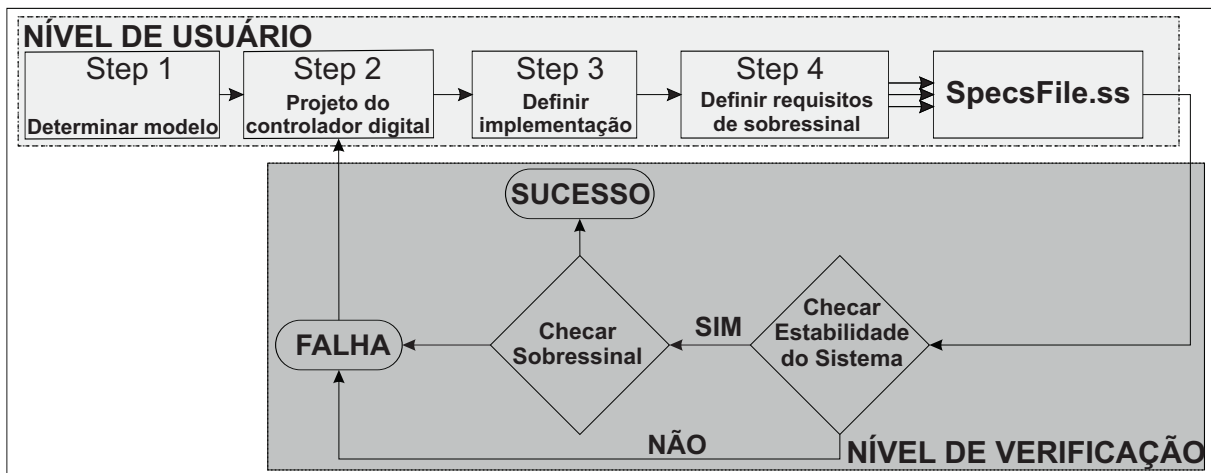 NÍVEL DE USUÁRIO
Step 1
Determinar modelo
Step 2
Projeto do
controlador digital
Step 3
Definir
implementação
Step 4
Definir requisitos
de sobressinal
SpecsFile.ss
SUCESSO
FALHA
Checar
Sobressinal
SIM
Checar
Estabilidade
do Sistema
NÃO
NÍVEL DE VERIFICAÇÃO